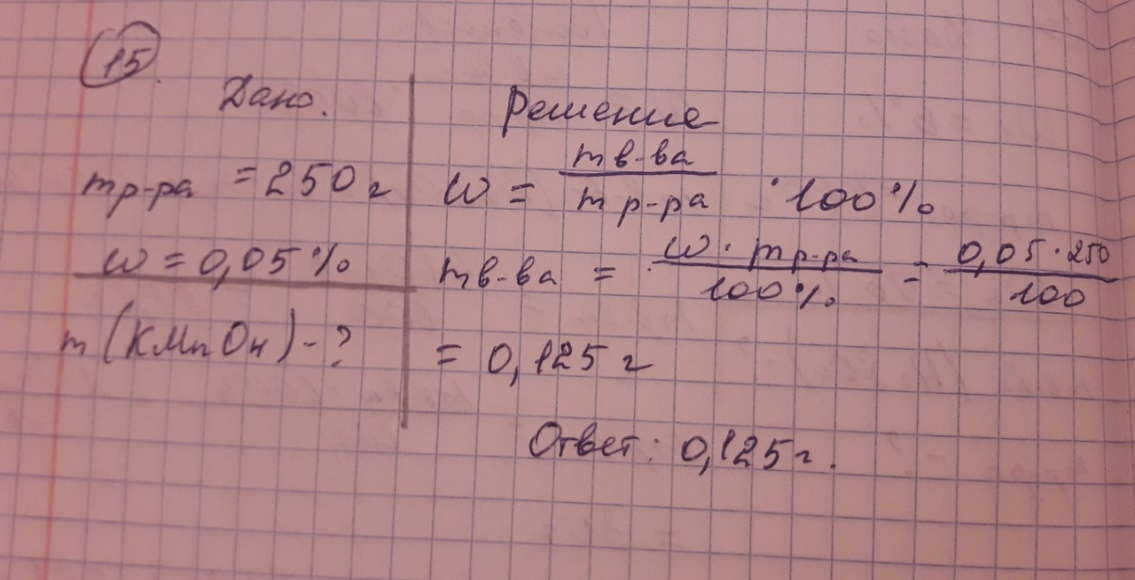 15.
Дано.
mр-ра = 250 г
ω = 0,05 %
m (KMnO4) - ?
Решение
ω = mв-ва / mр-ра · 100 %
mв-ва = ω · mр-ра / 100 % = 0,05 · 250 / 100
= 0,125 г
Ответ: 0,125 г.